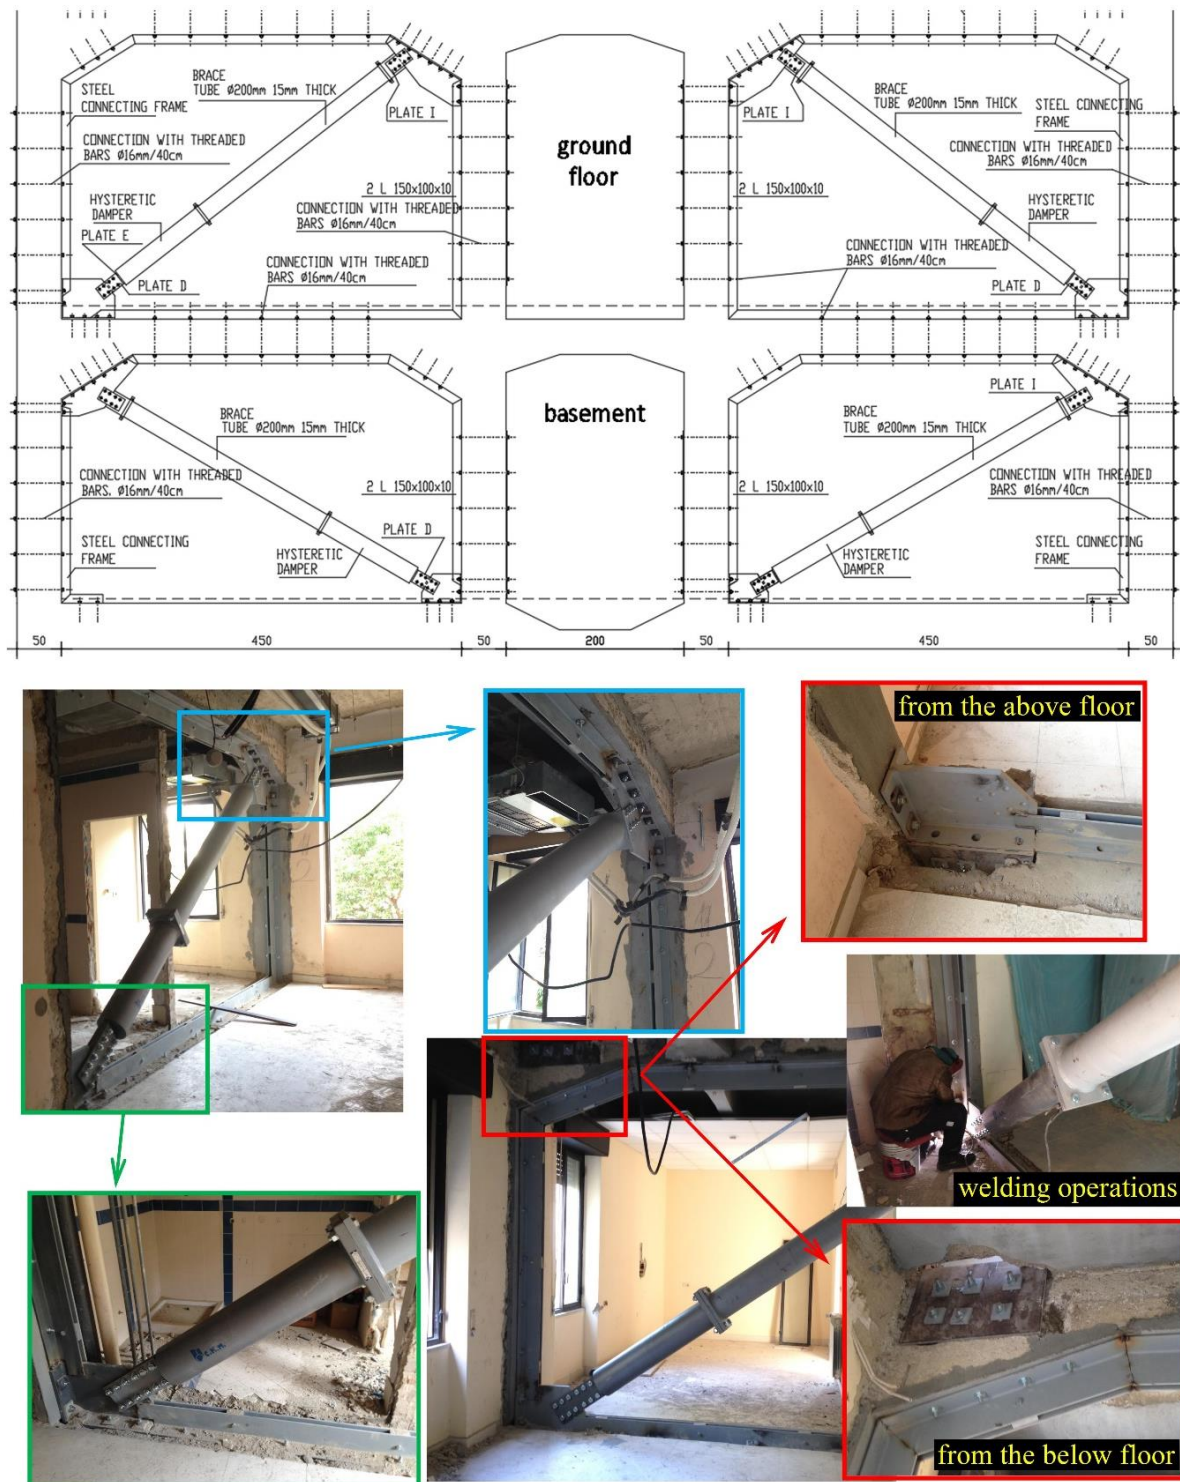 BRACE
TUBE Ø200mm 15mm THICK
STEEL
CONNECTING FRAME
PLATE I
CONNECTION WITH THREADED
BARS Ø16mm/40cm
HYSTERETIC
DAMPER
PLATE E
2 L 150x100x10
CONNECTION WITH THREADED
BARS Ø16mm/40cm
CONNECTION WITH THREADED
BARS Ø16mm/40cm
PLATE D
ground
floor
BRACE
TUBE Ø200mm 15mm THICK
STEEL CONNECTING
FRAME
PLATE I
CONNECTION WITH THREADED
BARS Ø16mm/40cm
2 L 150x100x10
HYSTERETIC
DAMPER
CONNECTION WITH THREADED
BARS Ø16mm/40cm
PLATE D
BRACE
TUBE Ø200mm 15mm THICK
CONNECTION WITH THREADED
BARS. Ø16mm/40cm
2 L 150x100x10
PLATE D
STEEL CONNECTING
FRAME
HYSTERETIC
DAMPER
basement
PLATE I
BRACE
TUBE Ø200mm 15mm THICK
CONNECTION WITH THREADED
BARS Ø16mm/40cm
2 L 150x100x10
HYSTERETIC
DAMPER
STEEL CONNECTING
FRAME
50 450 50 200 50 450 50
from the above floor
welding operations
from the below floor